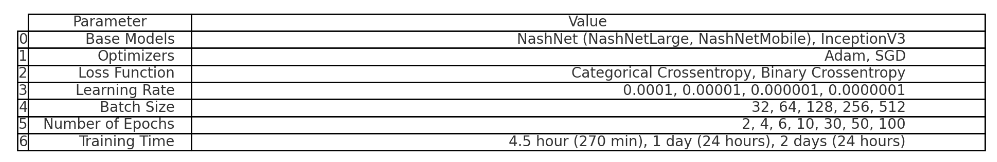 Parameter Value
0 Base Models NashNet (NashNetLarge, NashNetMobile), InceptionV3
1 Optimizers Adam, SGD
2 Loss Function Categorical Crossentropy, Binary Crossentropy
3 Learning Rate 0.0001, 0.00001, 0.000001, 0.0000001
4 Batch Size 32, 64, 128, 256, 512
5 Number of Epochs 2, 4, 6, 10, 30, 50, 100
6 Training Time 4.5 hour (270 min), 1 day (24 hours), 2 days (24 hours)